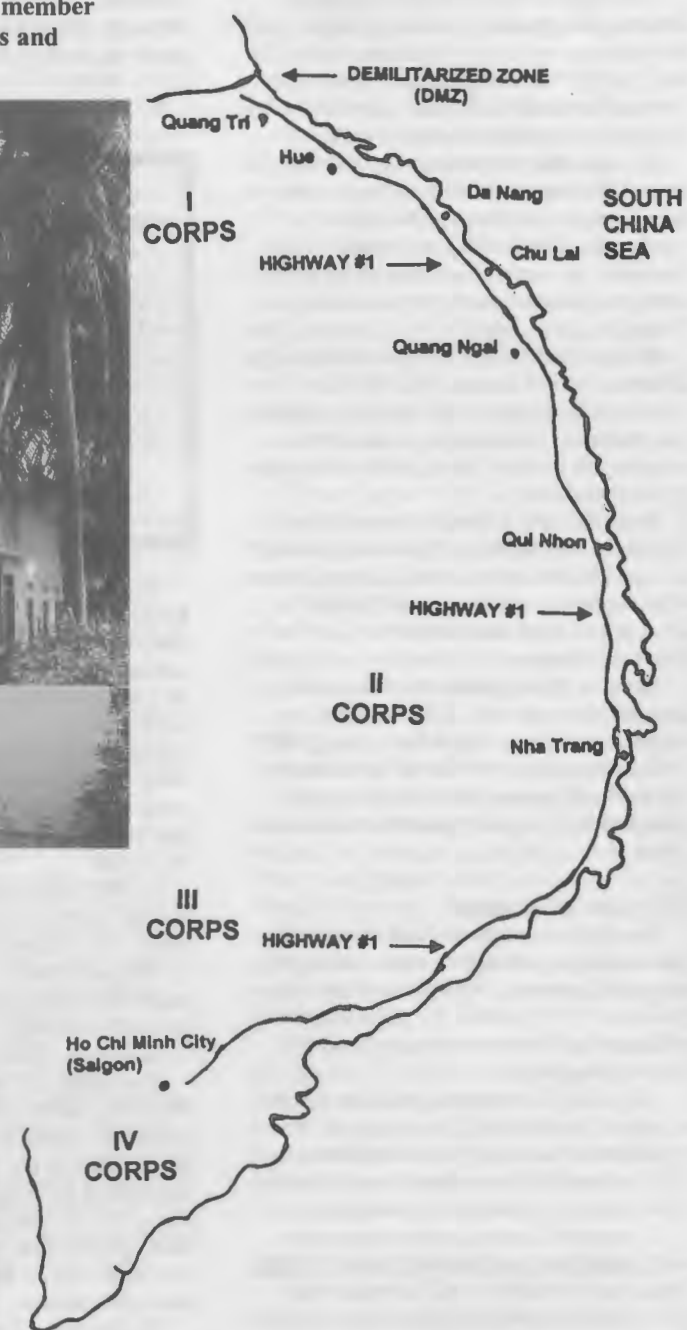 member
s and
DEMILITARIZED ZONE
(DMZ)
Quang Tri
Hue
I
CORPS
Da Nang
SOUTH
CHINA
SEA
HIGHWAY #1
Chu Lai
Quang Ngai
Qui Nhon
HIGHWAY #1
II
CORPS
Nha Trang
III
CORPS
HIGHWAY #1
Ho Chi Minh City
(Saigon)
IV
CORPS